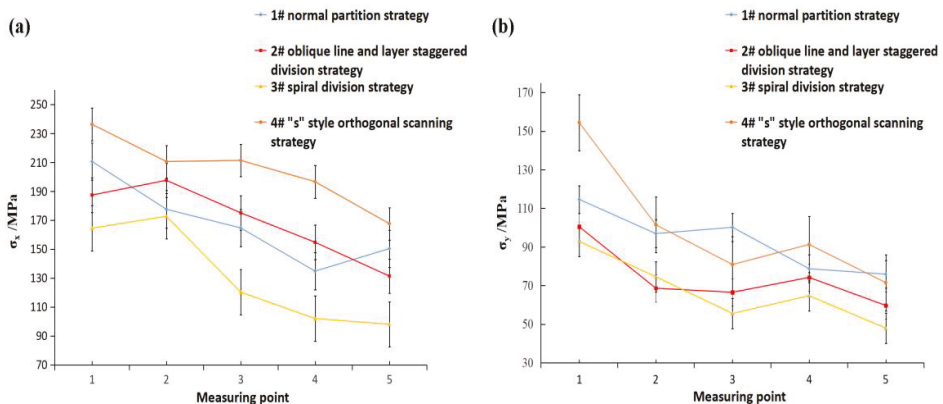 (a)
1# normal partition strategy
2# oblique line and layer staggered
division strategy
3# spiral division strategy
4# "s" style orthogonal scanning
strategy
σx /MPa
250
230
210
190
170
150
130
110
90
70
1
2
3
4
5
Measuring point
(b)
1# normal partition strategy
2# oblique line and layer staggered
division strategy
3# spiral division strategy
4# "s" style orthogonal scanning
strategy
σy /MPa
170
150
130
110
90
70
50
30
1
2
3
4
5
Measuring point